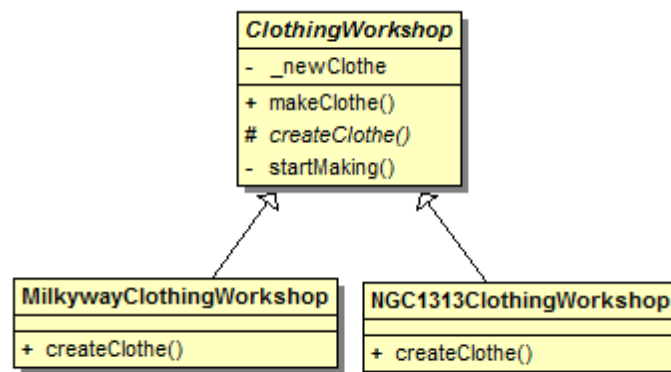 ClothingWorkshop
- _newClothe
+ makeClothe()
# createClothe()
- startMaking()
MilkywayClothingWorkshop
+ createClothe()
NGC1313ClothingWorkshop
+ createClothe()